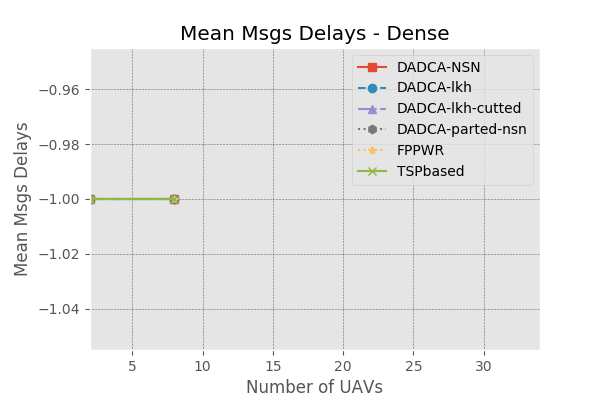 Mean Msgs Delays - Dense
DADCA-NSN
DADCA-lkh
DADCA-lkh-cutted
DADCA-parted-nsn
FPPWR
TSPbased
Mean Msgs Delays
−0.96
−0.98
−1.00
−1.02
−1.04
5 10 15 20 25 30
Number of UAVs